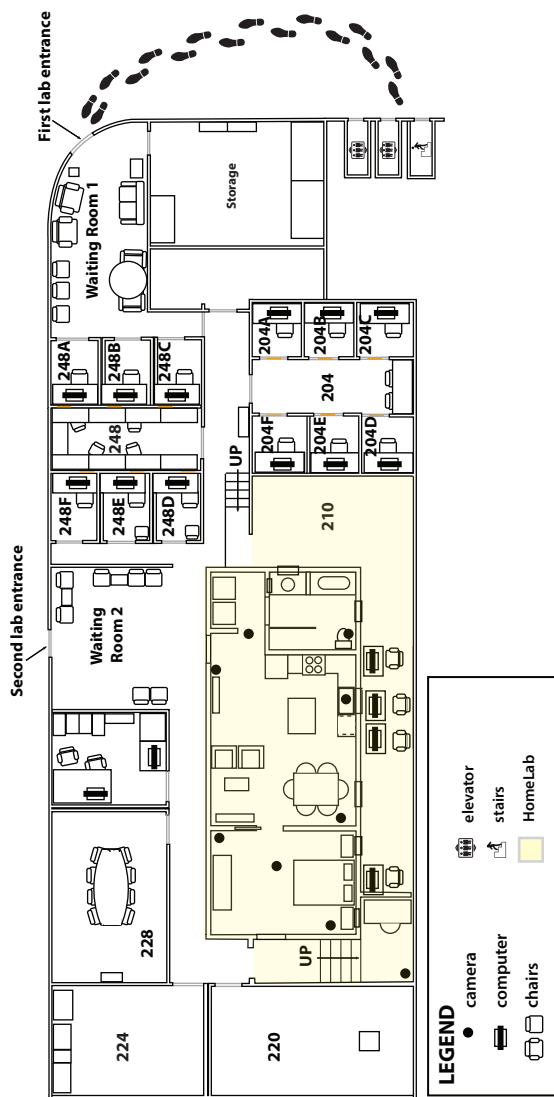 First lab entrance
Second lab entrance
Waiting Room 1
Storage
248A
248B
248C
248
248F
248E
248D
Waiting
Room 2
UP
204A
204B
204C
204
204F
204E
204D
210
228
224
220
UP
LEGEND
camera
computer
chairs
elevator
stairs
HomeLab